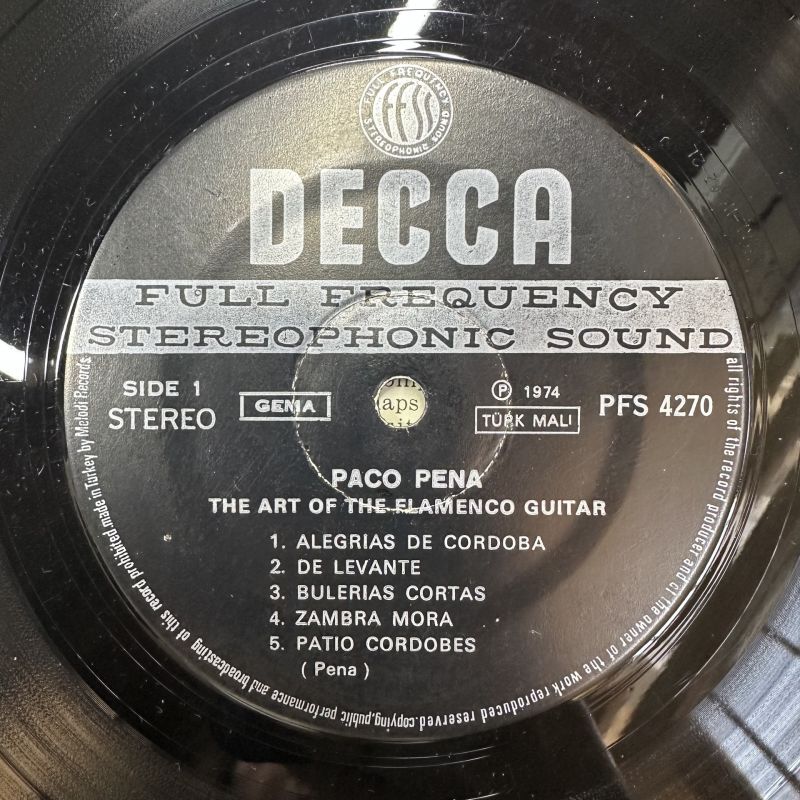 FULL FREQUENCY
FFSS
STEREOPHONIC SOUND
DECCA
FULL FREQUENCY
STEREOPHONIC SOUND
SIDE 1
STEREO
GEMA
aps
Ⓟ 1974
TÜRK MALI
PFS 4270
PACO PENA
THE ART OF THE FLAMENCO GUITAR
1. ALEGRIAS DE CORDOBA
2. DE LEVANTE
3. BULERIAS CORTAS
4. ZAMBRA MORA
5. PATIO CORDOBES
( Pena )
all rights of the record producer and of the owner of the work reproduced reserved.copying,public performance and broadcasting of this record prohibited.made in Turkey by Melodi Records